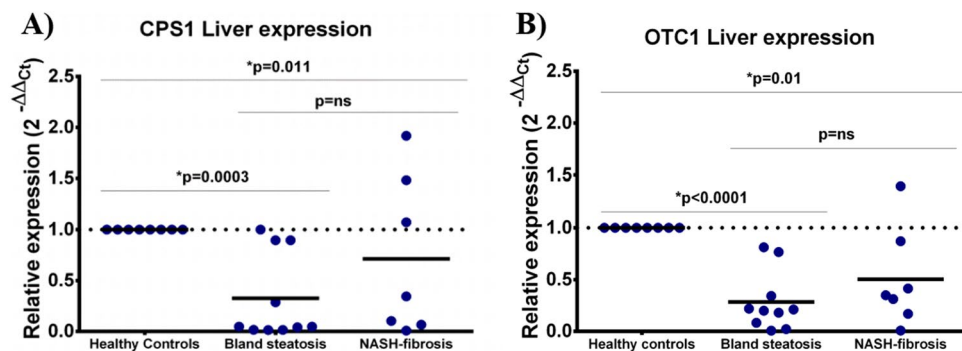 A)
CPS1 Liver expression
Relative expression (2 -ΔΔCt)
2.5
2.0
1.5
1.0
0.5
0.0
*p=0.011
p=ns
*p=0.0003
Healthy Controls
Bland steatosis
NASH-fibrosis
B)
OTC1 Liver expression
Relative expression (2 -ΔΔCt)
2.5
2.0
1.5
1.0
0.5
0.0
*p=0.01
p=ns
*p<0.0001
Healthy Controls
Bland steatosis
NASH-fibrosis